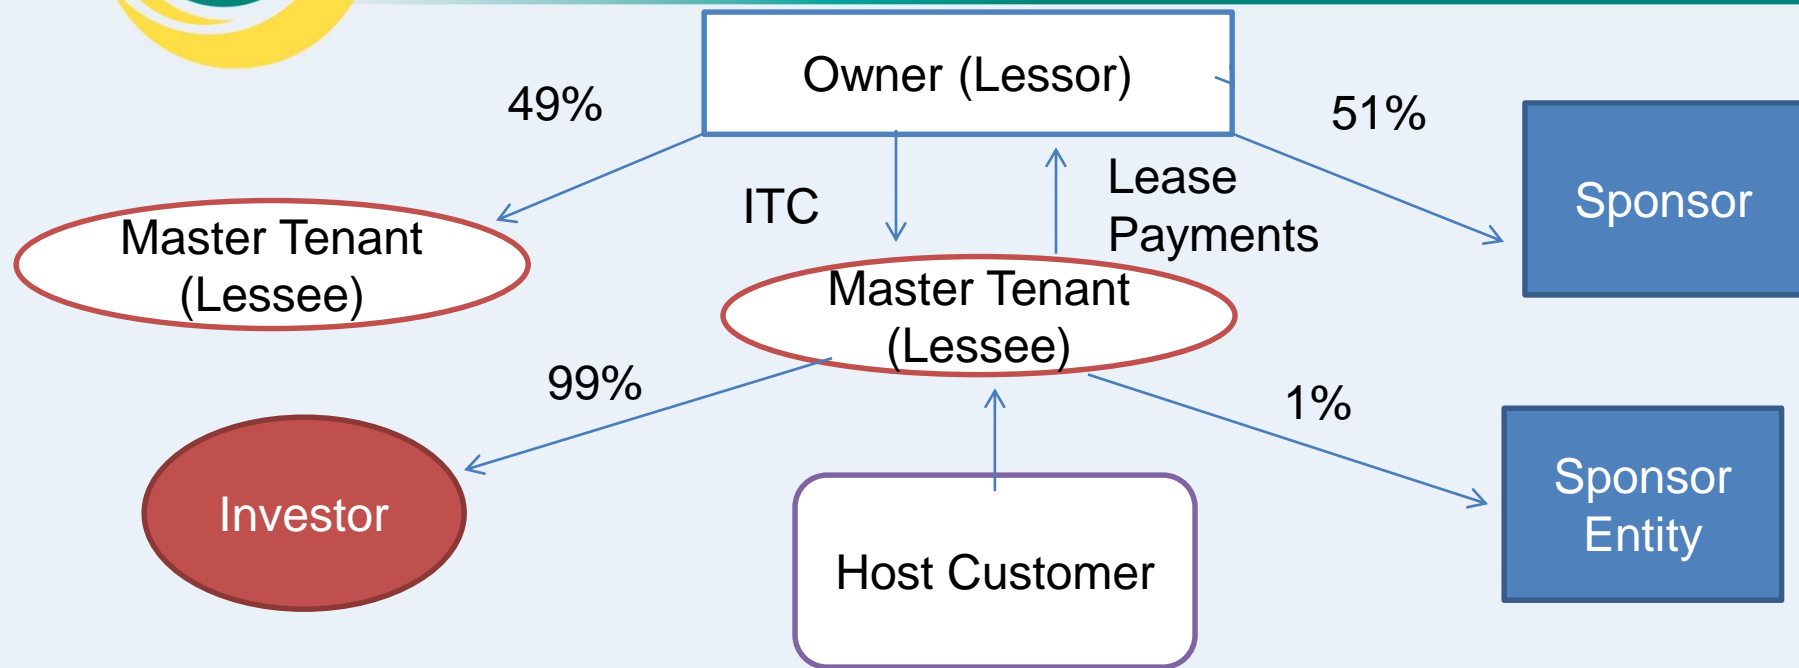 Owner (Lessor)
49%
51%
ITC
Lease
Payments
Sponsor
Master Tenant
(Lessee)
Master Tenant
(Lessee)
99%
1%
Investor
Sponsor
Entity
Host Customer